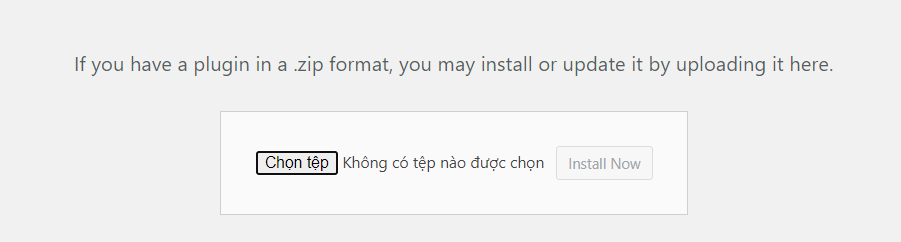 If you have a plugin in a .zip format, you may install or update it by uploading it here.
Chọn tệp Không có tệp nào được chọn Install Now